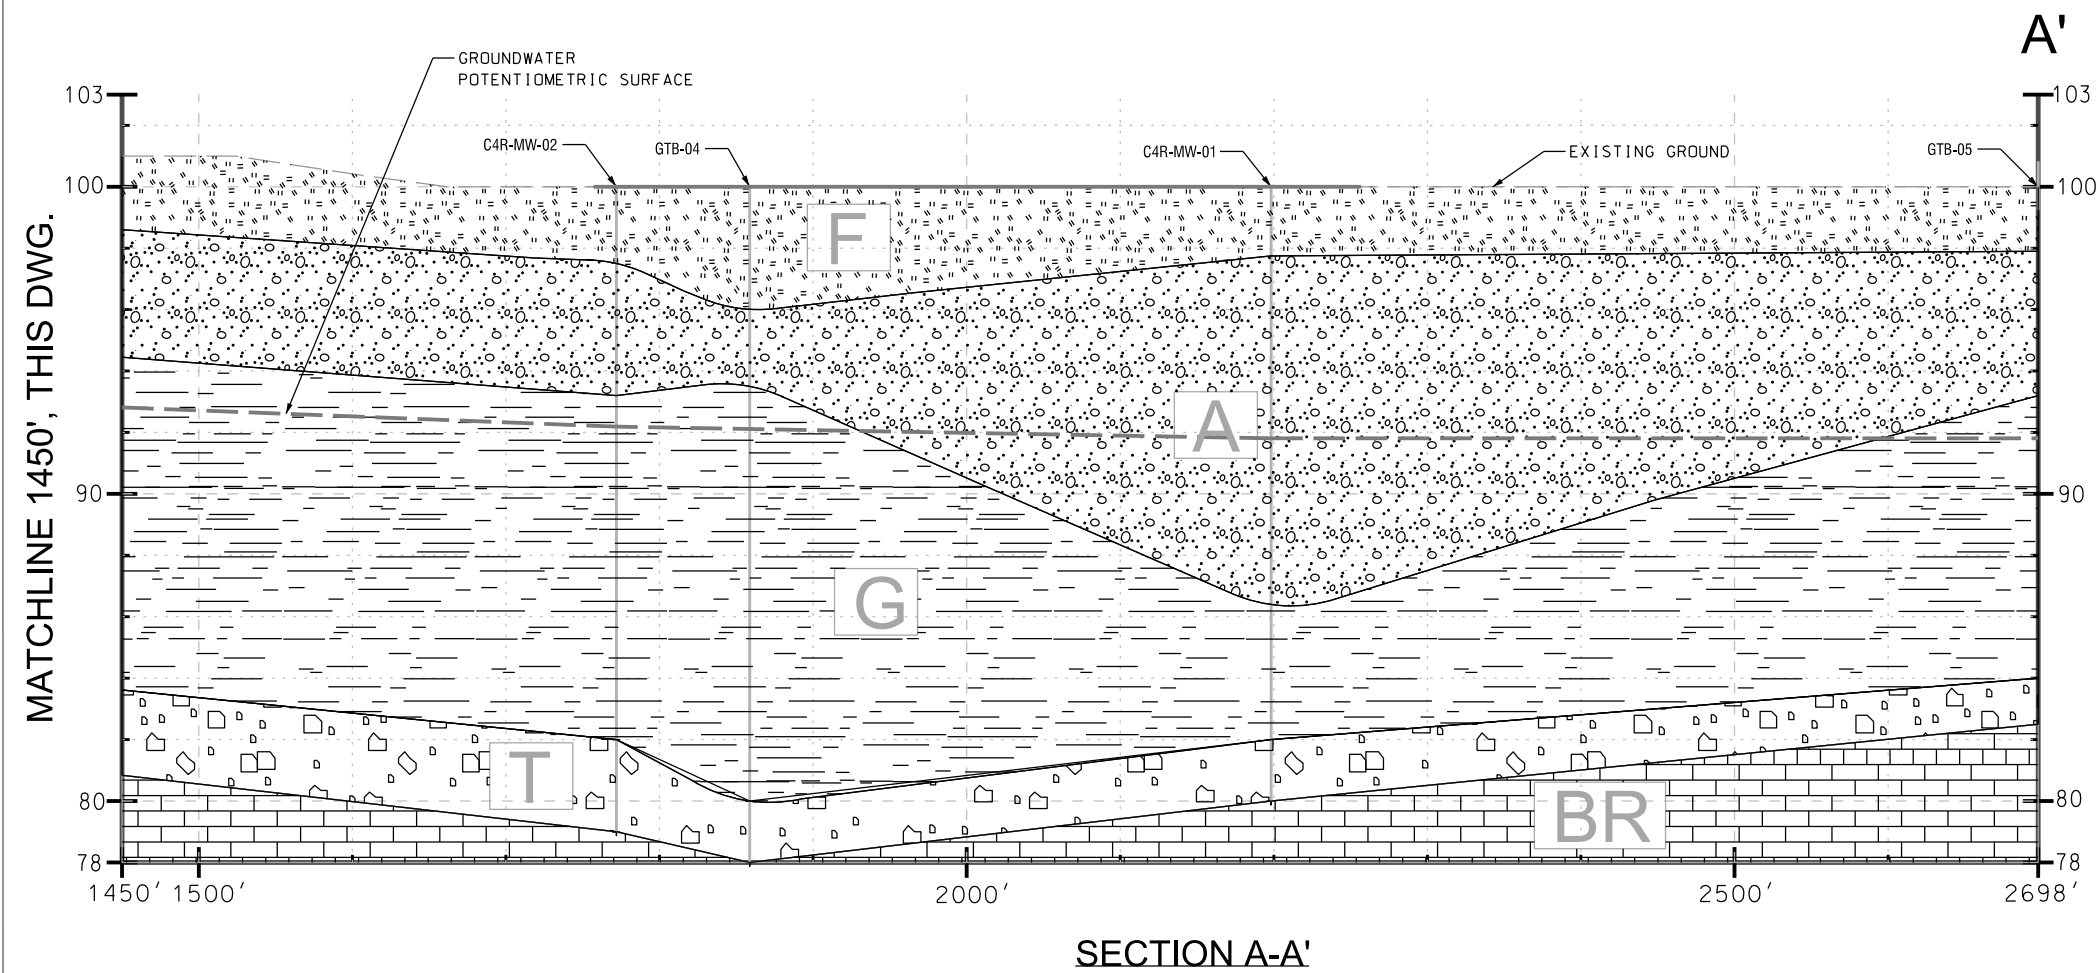 A'
GROUNDWATER
POTENTIOMETRIC SURFACE
103
103
C4R-MW-02
GTB-04
C4R-MW-01
EXISTING GROUND
GTB-05
100
100
F
MATCHLINE 1450', THIS DWG.
A
90
90
G
T
80
80
BR
78
78
1450'
1500'
2000'
2500'
2698'
SECTION A-A'